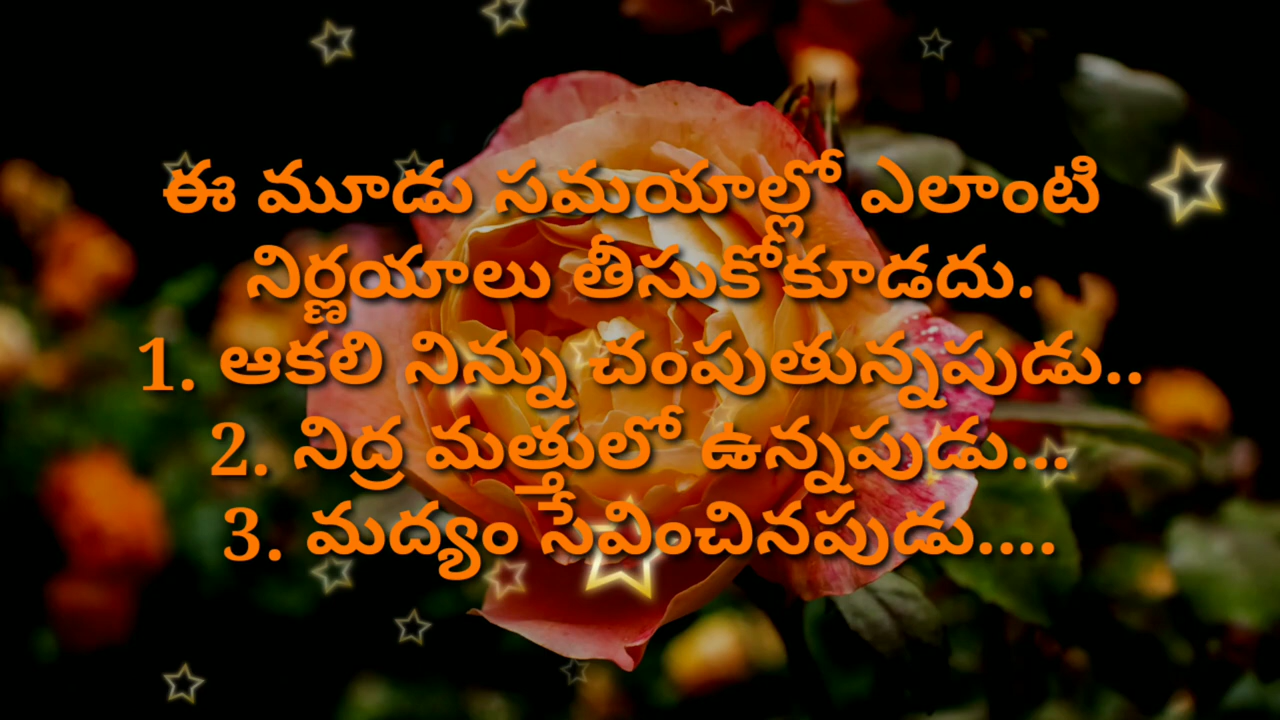 ఈ మూడు సమయాల్లో ఎలాంటి
నిర్ణయాలు తీసుకోకూడదు.
1. ఆకలి నిన్ను చంపుతున్నపుడు..
2. నిద్ర మత్తులో ఉన్నపుడు...
3. మద్యం సేవించినపుడు....